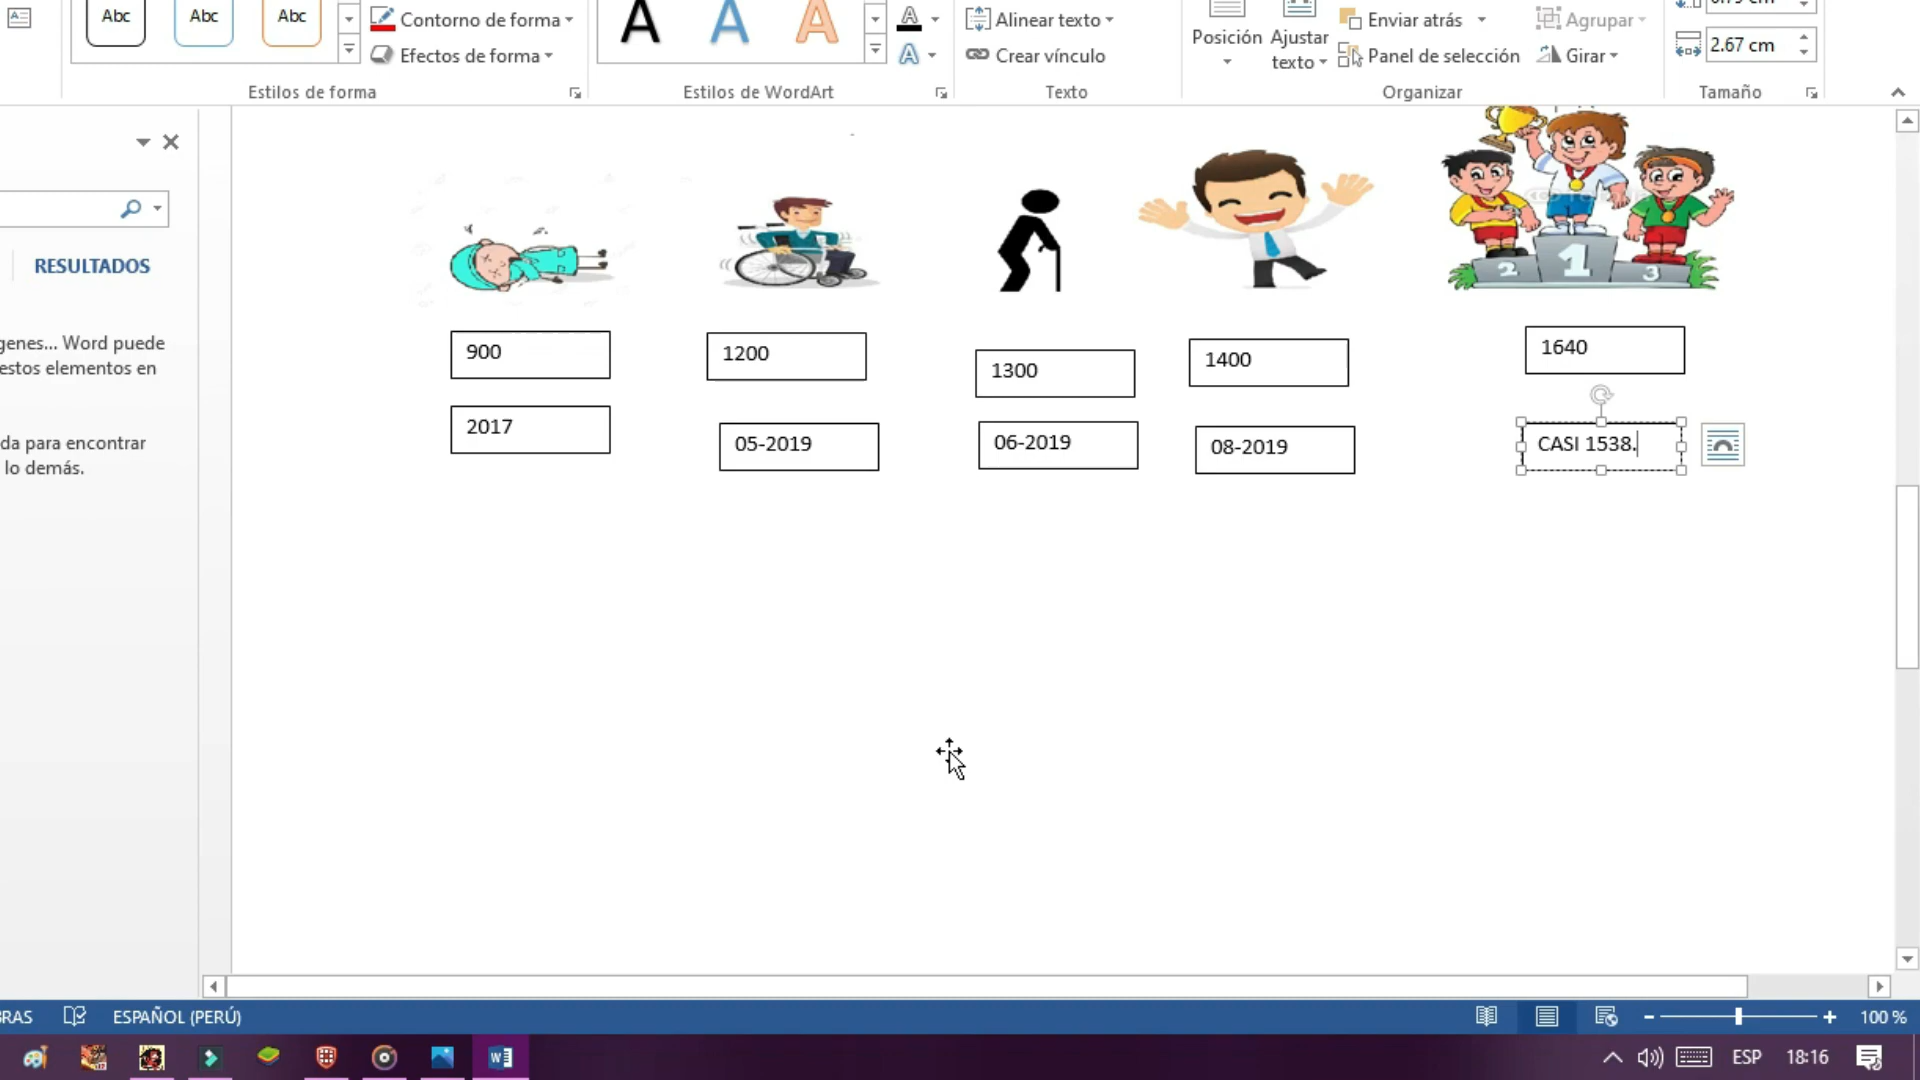 Abc Abc Abc
Contorno de forma
Efectos de forma
Estilos de forma
A A A
A
A
Estilos de WordArt
Alinear texto
Crear vínculo
Texto
Posición
Ajustar
texto
Enviar atrás
Panel de selección
Agrupar
Girar
Organizar
2.67 cm
Tamaño
RESULTADOS
genes... Word puede
estos elementos en
da para encontrar
lo demás.
2 1 3
900
1200
1300
1400
1640
2017
05-2019
06-2019
08-2019
CASI 1538.
BRAS
ESPAÑOL (PERÚ)
100 %
W
ESP
18:16